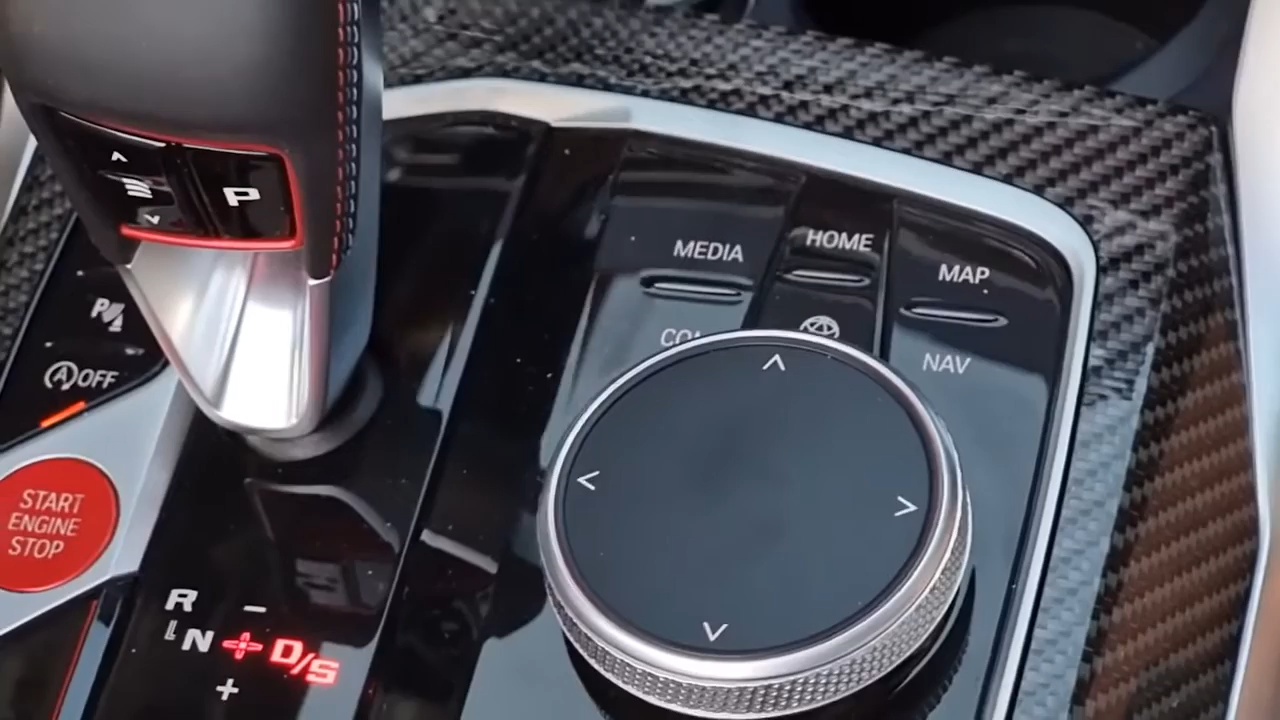 P
MEDIA
HOME
MAP
NAV
P
OFF
A
START
ENGINE
STOP
R
N
D/S